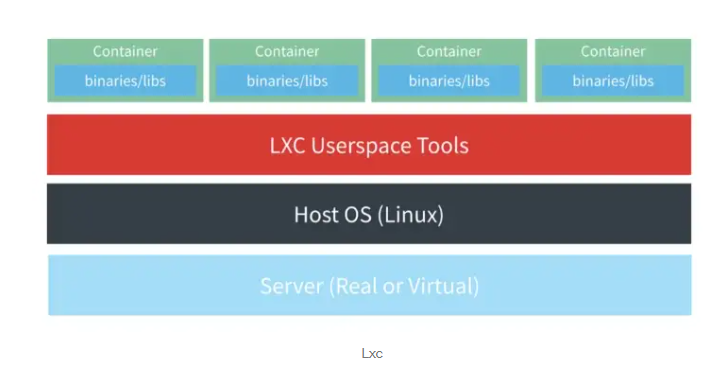 Container Container Container Container
binaries/libs binaries/libs binaries/libs binaries/libs
LXC Userspace Tools
Host OS (Linux)
Server (Real or Virtual)
Lxc